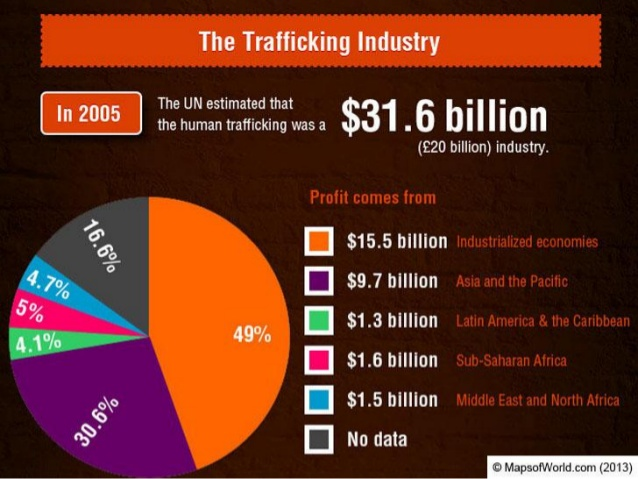 The Trafficking Industry
In 2005
The UN estimated that
the human trafficking was a
$31.6 billion
(£20 billion) industry.
Profit comes from
$15.5 billion Industrialized economies
$9.7 billion Asia and the Pacific
$1.3 billion Latin America & the Caribbean
$1.6 billion Sub-Saharan Africa
$1.5 billion Middle East and North Africa
No data
16.6%
4.7%
5%
4.1%
30.6%
49%
© MapsofWorld.com (2013)